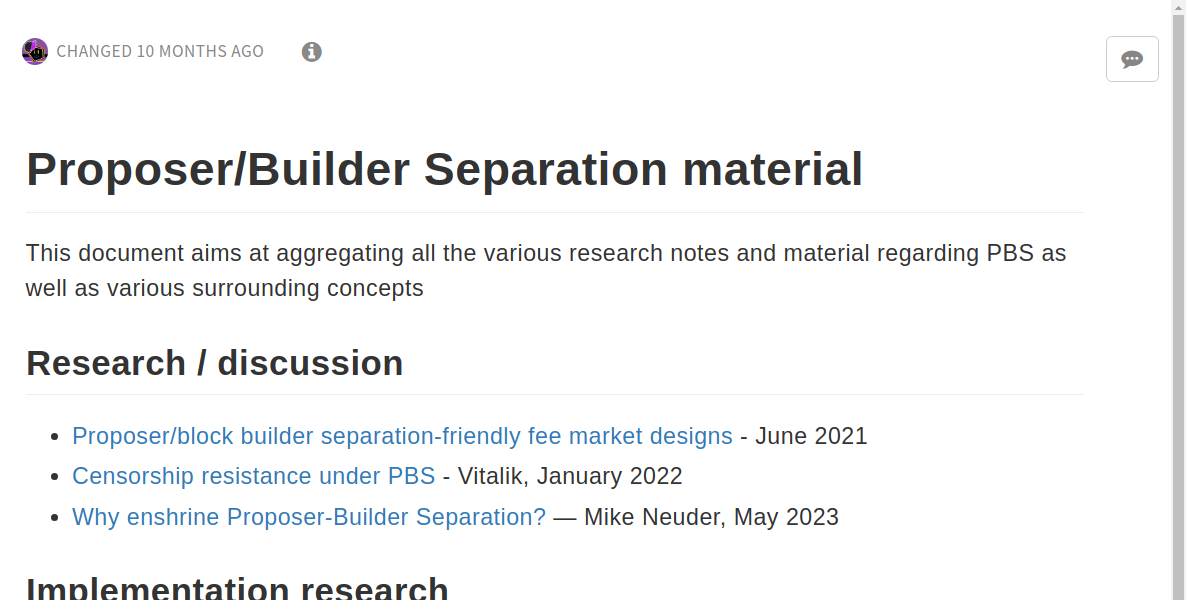 CHANGED 10 MONTHS AGO
Proposer/Builder Separation material
This document aims at aggregating all the various research notes and material regarding PBS as
well as various surrounding concepts
Research / discussion
Proposer/block builder separation-friendly fee market designs - June 2021
Censorship resistance under PBS - Vitalik, January 2022
Why enshrine Proposer-Builder Separation? — Mike Neuder, May 2023
Implementation research